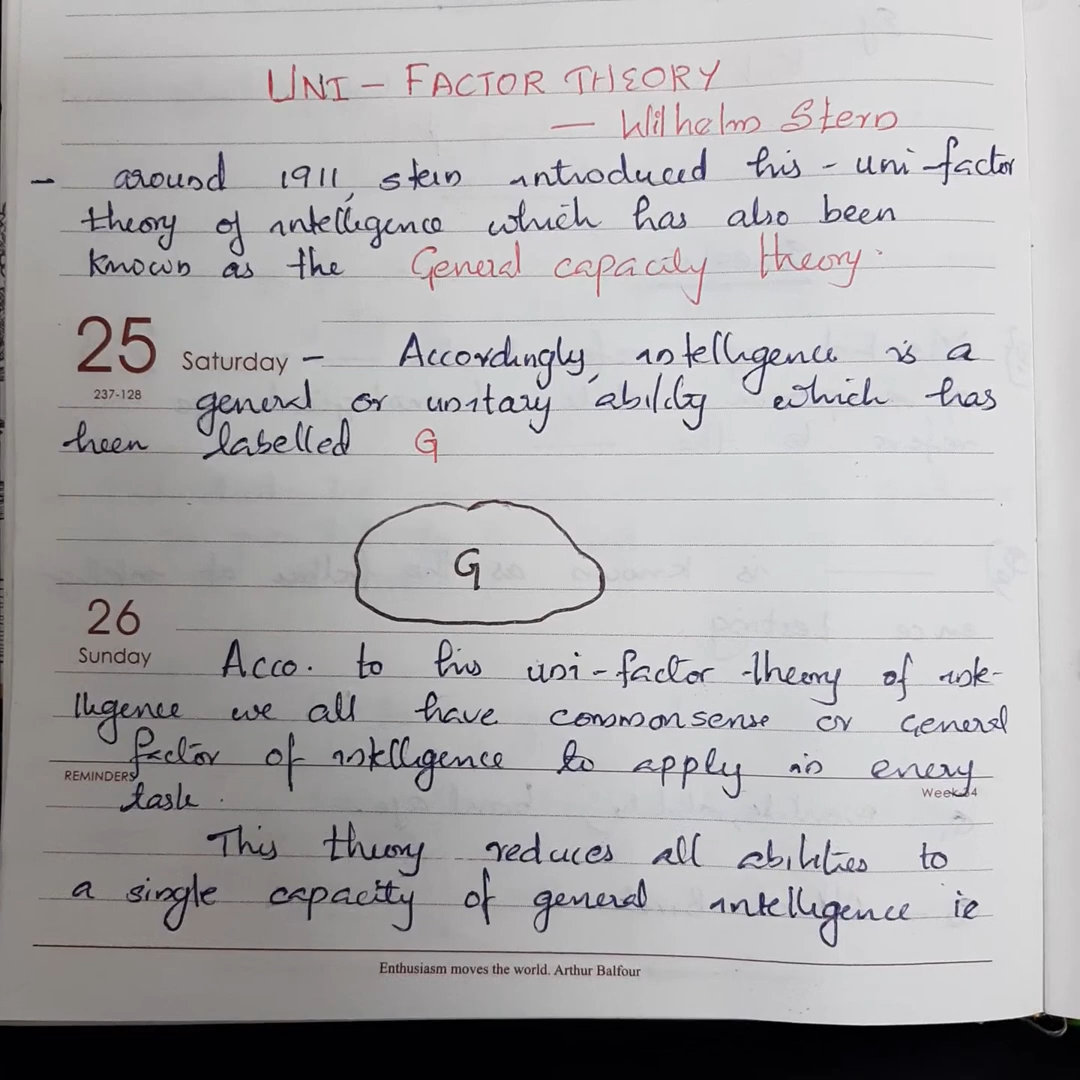 UNI - FACTOR THEORY
- Wilhelm Stern
- around 1911, stern introduced his - uni-factor
theory of intelligence which has also been
known as the General capacity theory.
25 Saturday - Accordingly, intelligence is a
237-128 general or unitary ability which has
been labelled G
G
26
Sunday Acco. to his uni-factor theory of inte-
lligence we all have commonsense or General
factor of intelligence to apply in every
REMINDERS Week 34
task.
This theory reduces all abilities to
a single capacity of general intelligence ie
Enthusiasm moves the world. Arthur Balfour